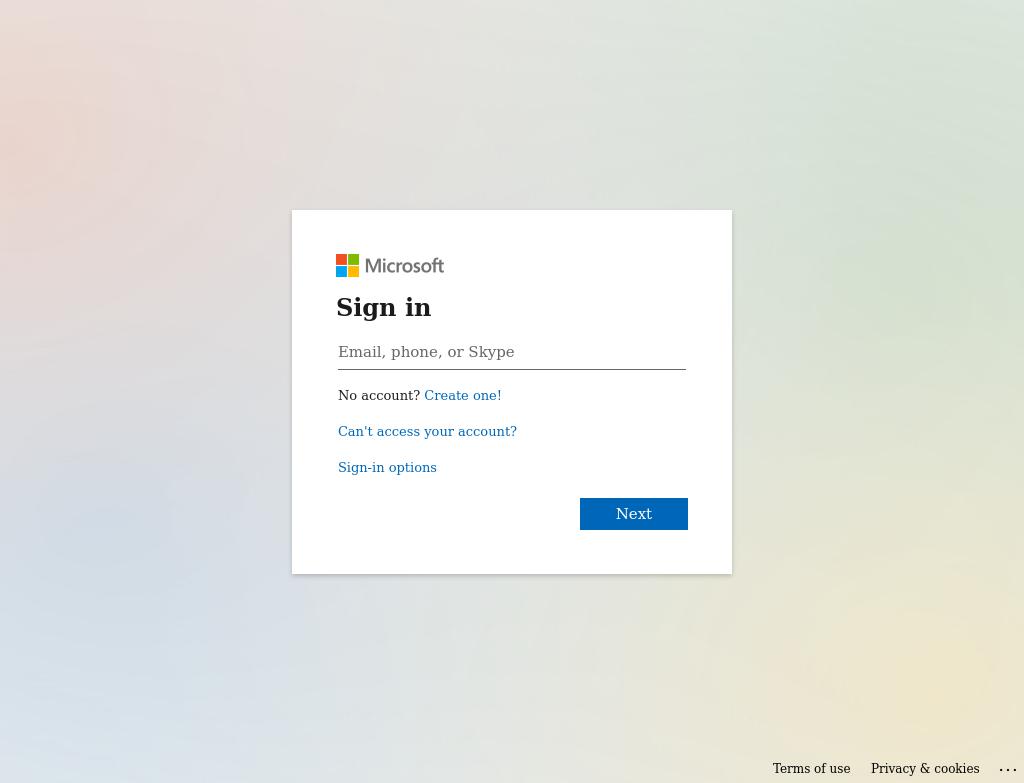 Microsoft
Sign in
Email, phone, or Skype
No account? Create one!
Can't access your account?
Sign-in options
Next
Terms of use Privacy & cookies ...